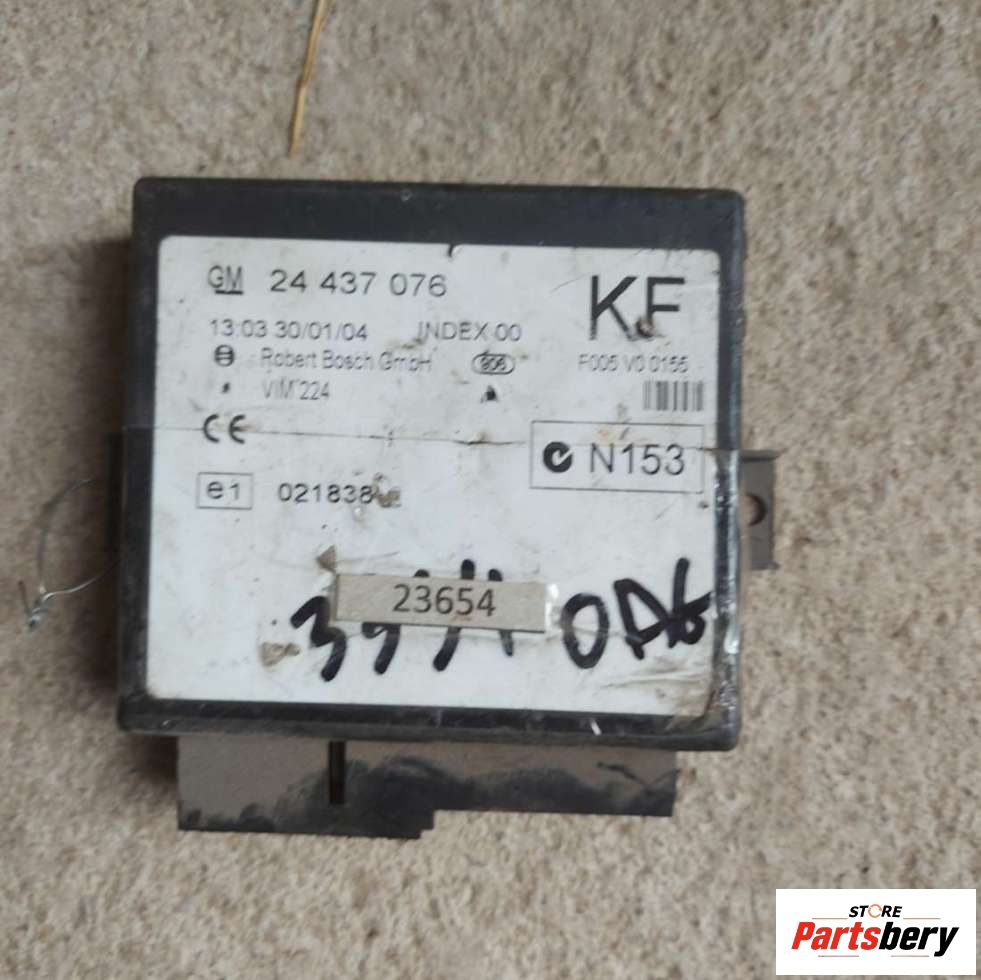 GM 24 437 076
KF
13:03 30/01/04 INDEX 00
Robert Bosch GmbH
F005 V0 0155
VIM 224
CE
N153
e1 021838
23654
STORE
Partsbery